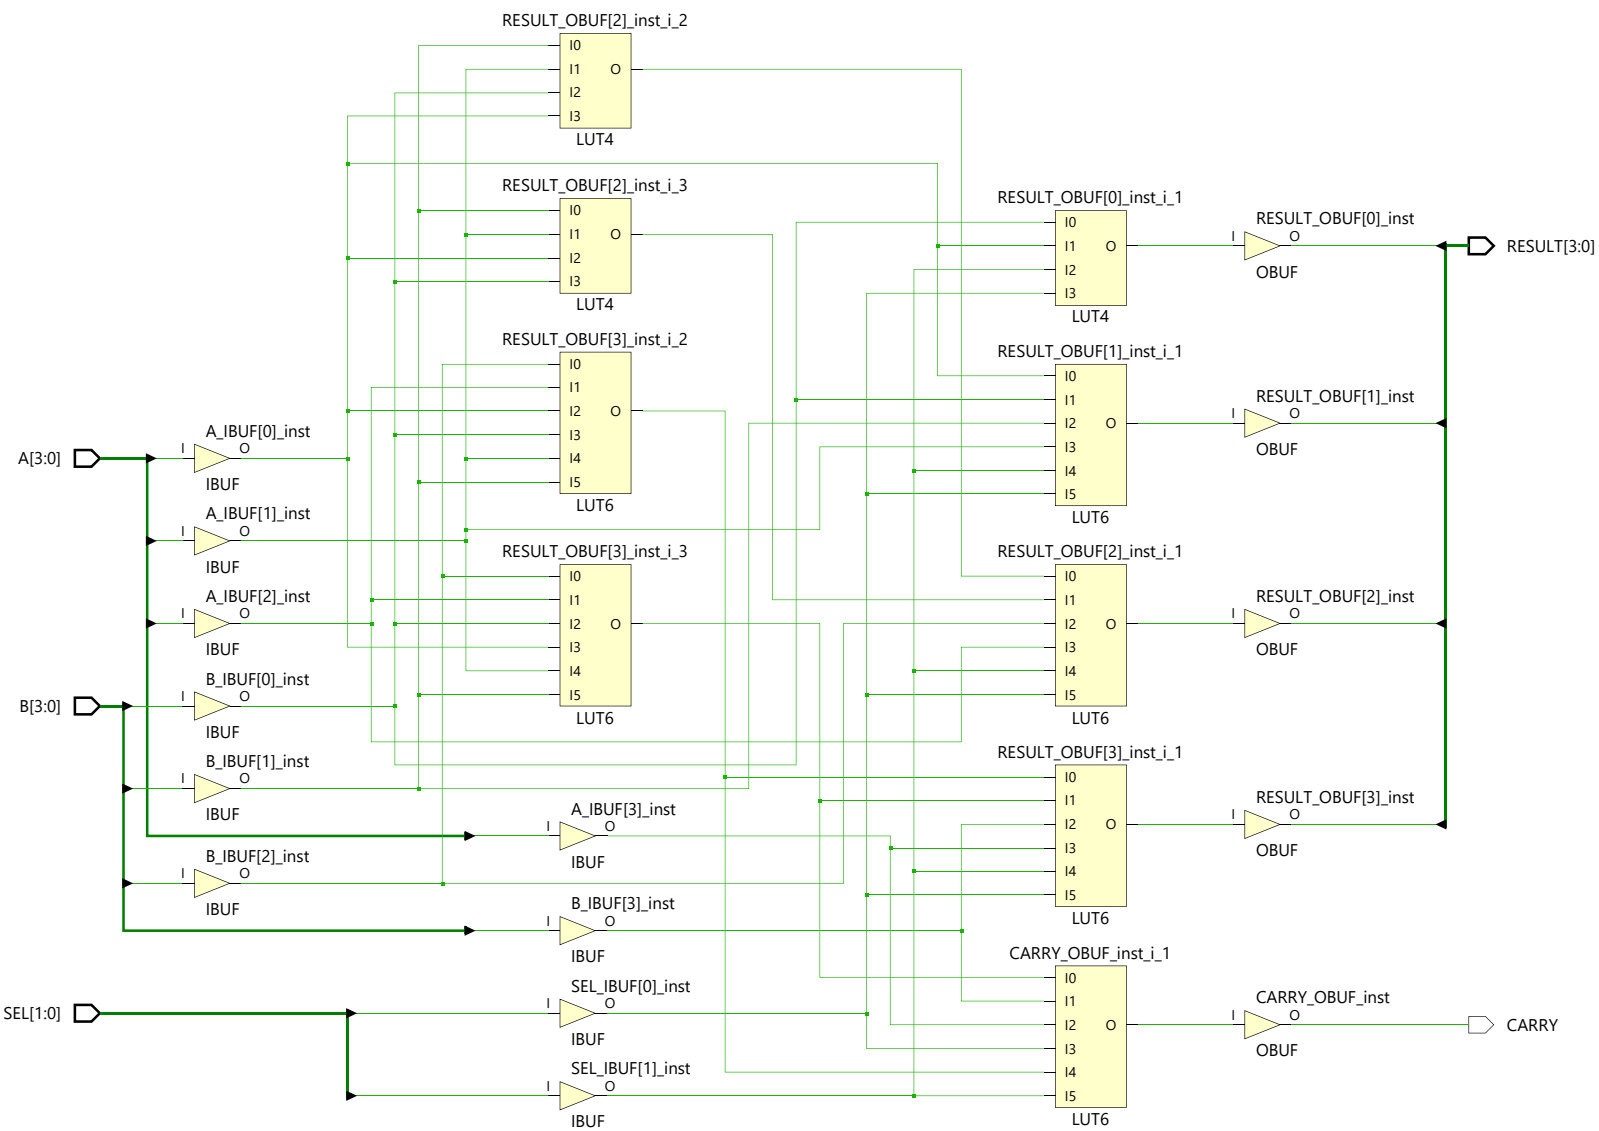 RESULT_OBUF[2]_inst_i_2
I0
I1
O
I2
I3
LUT4
RESULT_OBUF[2]_inst_i_3
I0
I1
O
I2
I3
LUT4
RESULT_OBUF[3]_inst_i_2
I0
I1
I2
O
I3
I4
I5
LUT6
RESULT_OBUF[3]_inst_i_3
I0
I1
I2
O
I3
I4
I5
LUT6
A[3:0]
A_IBUF[0]_inst
I
O
IBUF
A_IBUF[1]_inst
I
O
IBUF
A_IBUF[2]_inst
I
O
IBUF
B[3:0]
B_IBUF[0]_inst
I
O
IBUF
B_IBUF[1]_inst
I
O
IBUF
B_IBUF[2]_inst
I
O
IBUF
A_IBUF[3]_inst
I
O
IBUF
B_IBUF[3]_inst
I
O
IBUF
SEL[1:0]
SEL_IBUF[0]_inst
I
O
IBUF
SEL_IBUF[1]_inst
I
O
IBUF
RESULT_OBUF[0]_inst_i_1
I0
I1
O
I2
I3
LUT4
RESULT_OBUF[1]_inst_i_1
I0
I1
I2
O
I3
I4
I5
LUT6
RESULT_OBUF[2]_inst_i_1
I0
I1
I2
O
I3
I4
I5
LUT6
RESULT_OBUF[3]_inst_i_1
I0
I1
I2
O
I3
I4
I5
LUT6
CARRY_OBUF_inst_i_1
I0
I1
I2
O
I3
I4
I5
LUT6
RESULT_OBUF[0]_inst
I
O
OBUF
RESULT[3:0]
RESULT_OBUF[1]_inst
I
O
OBUF
RESULT_OBUF[2]_inst
I
O
OBUF
RESULT_OBUF[3]_inst
I
O
OBUF
CARRY_OBUF_inst
I
O
OBUF
CARRY